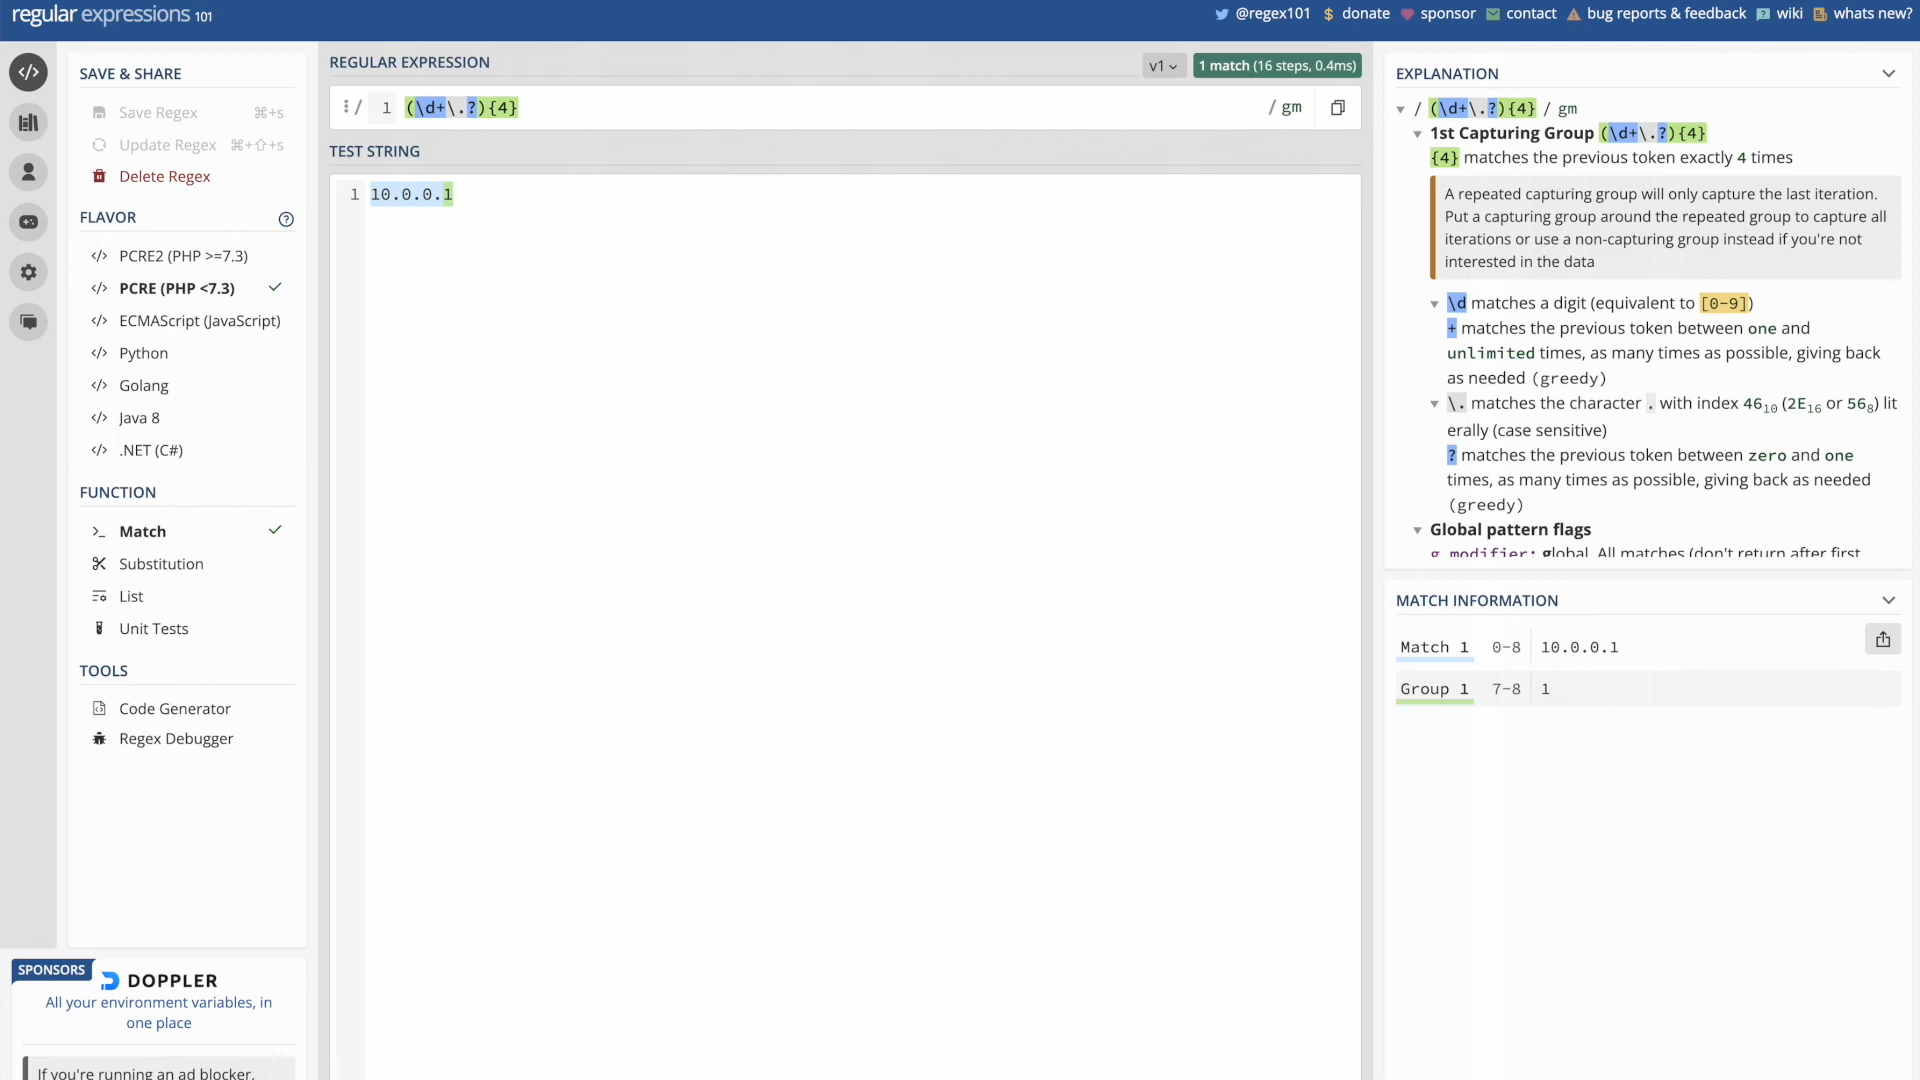 regular expressions 101
@regex101 $ donate sponsor contact bug reports & feedback wiki whats new?
SAVE & SHARE
Save Regex ⌘+s
Update Regex ⌘+⇧+s
Delete Regex
FLAVOR
</> PCRE2 (PHP >=7.3)
</> PCRE (PHP <7.3)
</> ECMAScript (JavaScript)
</> Python
</> Golang
</> Java 8
</> .NET (C#)
FUNCTION
Match
Substitution
List
Unit Tests
TOOLS
Code Generator
Regex Debugger
SPONSORS
DOPPLER
All your environment variables, in
one place
If you're running an ad blocker,
REGULAR EXPRESSION
v1 1 match (16 steps, 0.4ms)
/ 1 (\d+\.?){4} / gm
TEST STRING
1 10.0.0.1
EXPLANATION
/ (\d+\.?){4} / gm
1st Capturing Group (\d+\.?){4}
{4} matches the previous token exactly 4 times
A repeated capturing group will only capture the last iteration.
Put a capturing group around the repeated group to capture all
iterations or use a non-capturing group instead if you're not
interested in the data
\d matches a digit (equivalent to [0-9])
+ matches the previous token between one and
unlimited times, as many times as possible, giving back
as needed (greedy)
\. matches the character . with index 46₁₀ (2E₁₆ or 56₈) lit
erally (case sensitive)
? matches the previous token between zero and one
times, as many times as possible, giving back as needed
(greedy)
Global pattern flags
g modifier: global. All matches (don't return after first
MATCH INFORMATION
Match 1 0-8 10.0.0.1
Group 1 7-8 1